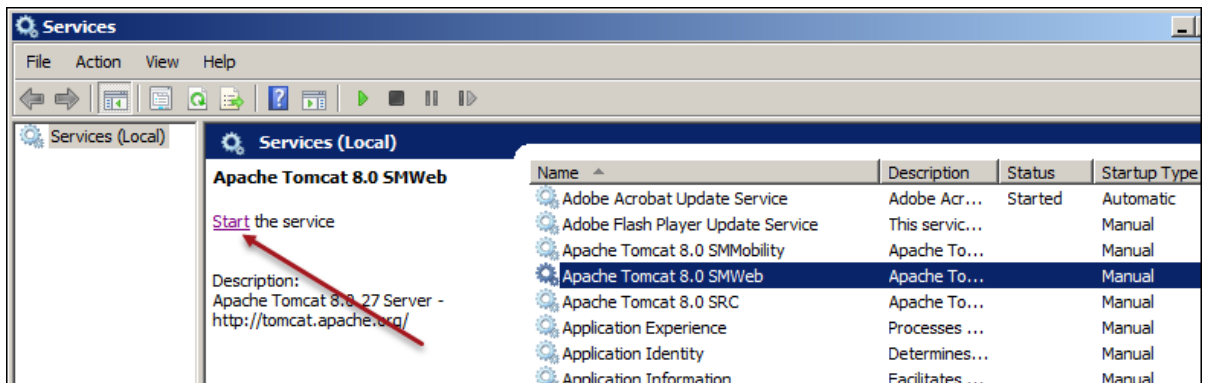 Services
File Action View Help
Services (Local)
Services (Local)
Apache Tomcat 8.0 SMWeb
Start the service
Description:
Apache Tomcat 8.0.27 Server -
http://tomcat.apache.org/
Name Description Status Startup Type
Adobe Acrobat Update Service Adobe Acr... Started Automatic
Adobe Flash Player Update Service This servic... Manual
Apache Tomcat 8.0 SMMobility Apache To... Manual
Apache Tomcat 8.0 SMWeb Apache To... Manual
Apache Tomcat 8.0 SRC Apache To... Manual
Application Experience Processes ... Manual
Application Identity Determines... Manual
Application Information Facilitates ... Manual